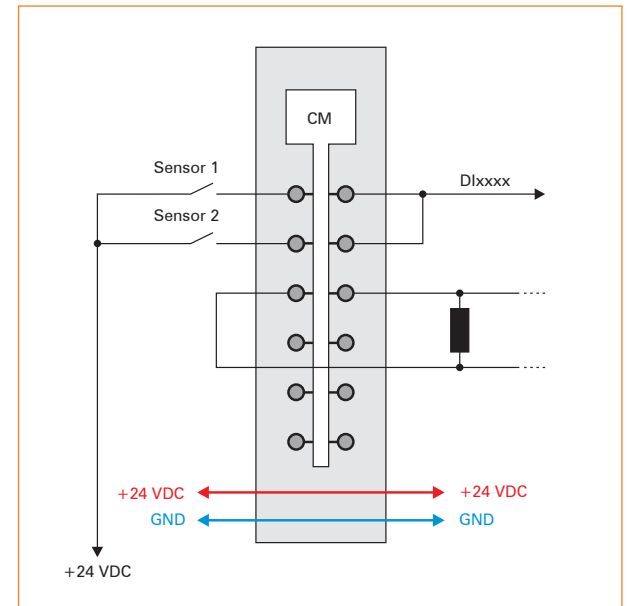 CM
Sensor 1
DIxxxx
Sensor 2
+24 VDC
+24 VDC
GND
GND
+24 VDC